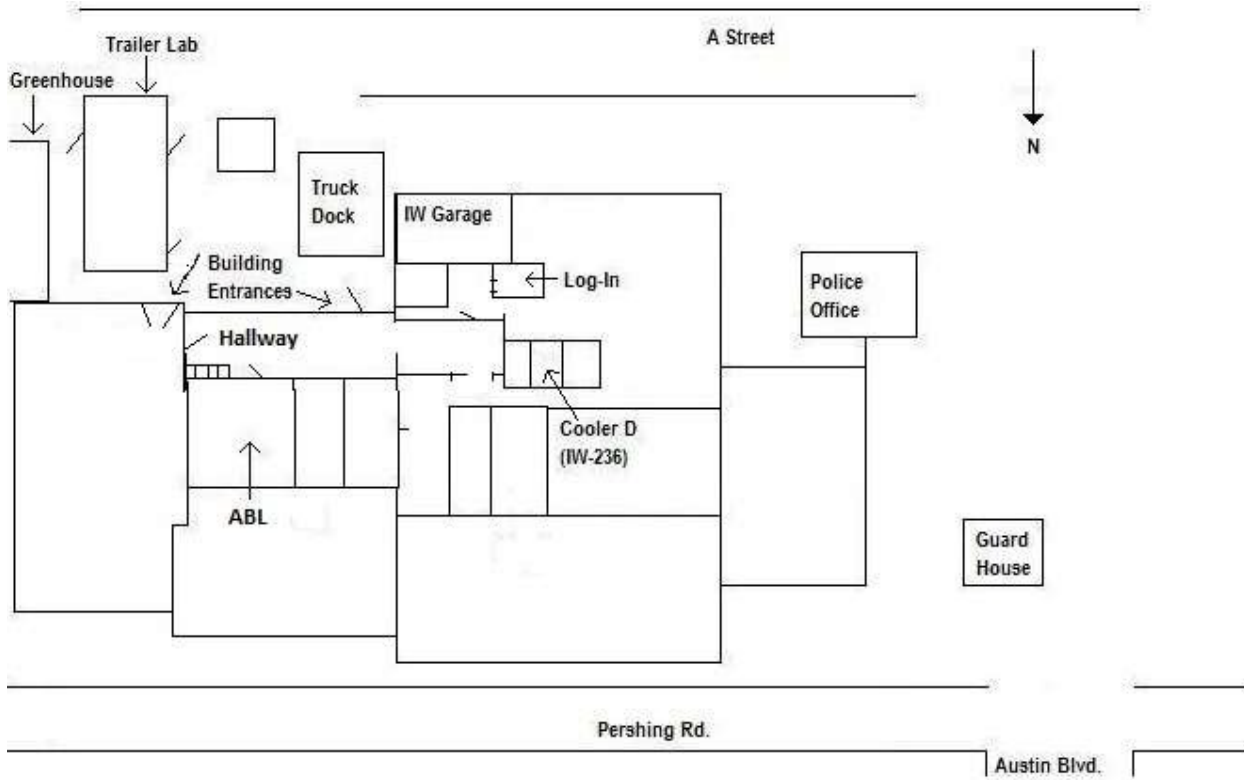 A Street
Trailer Lab
Greenhouse
N
Truck
Dock
IW Garage
Building
Entrances
Log-In
Police
Office
Hallway
Cooler D
(IW-236)
ABL
Guard
House
Pershing Rd.
Austin Blvd.